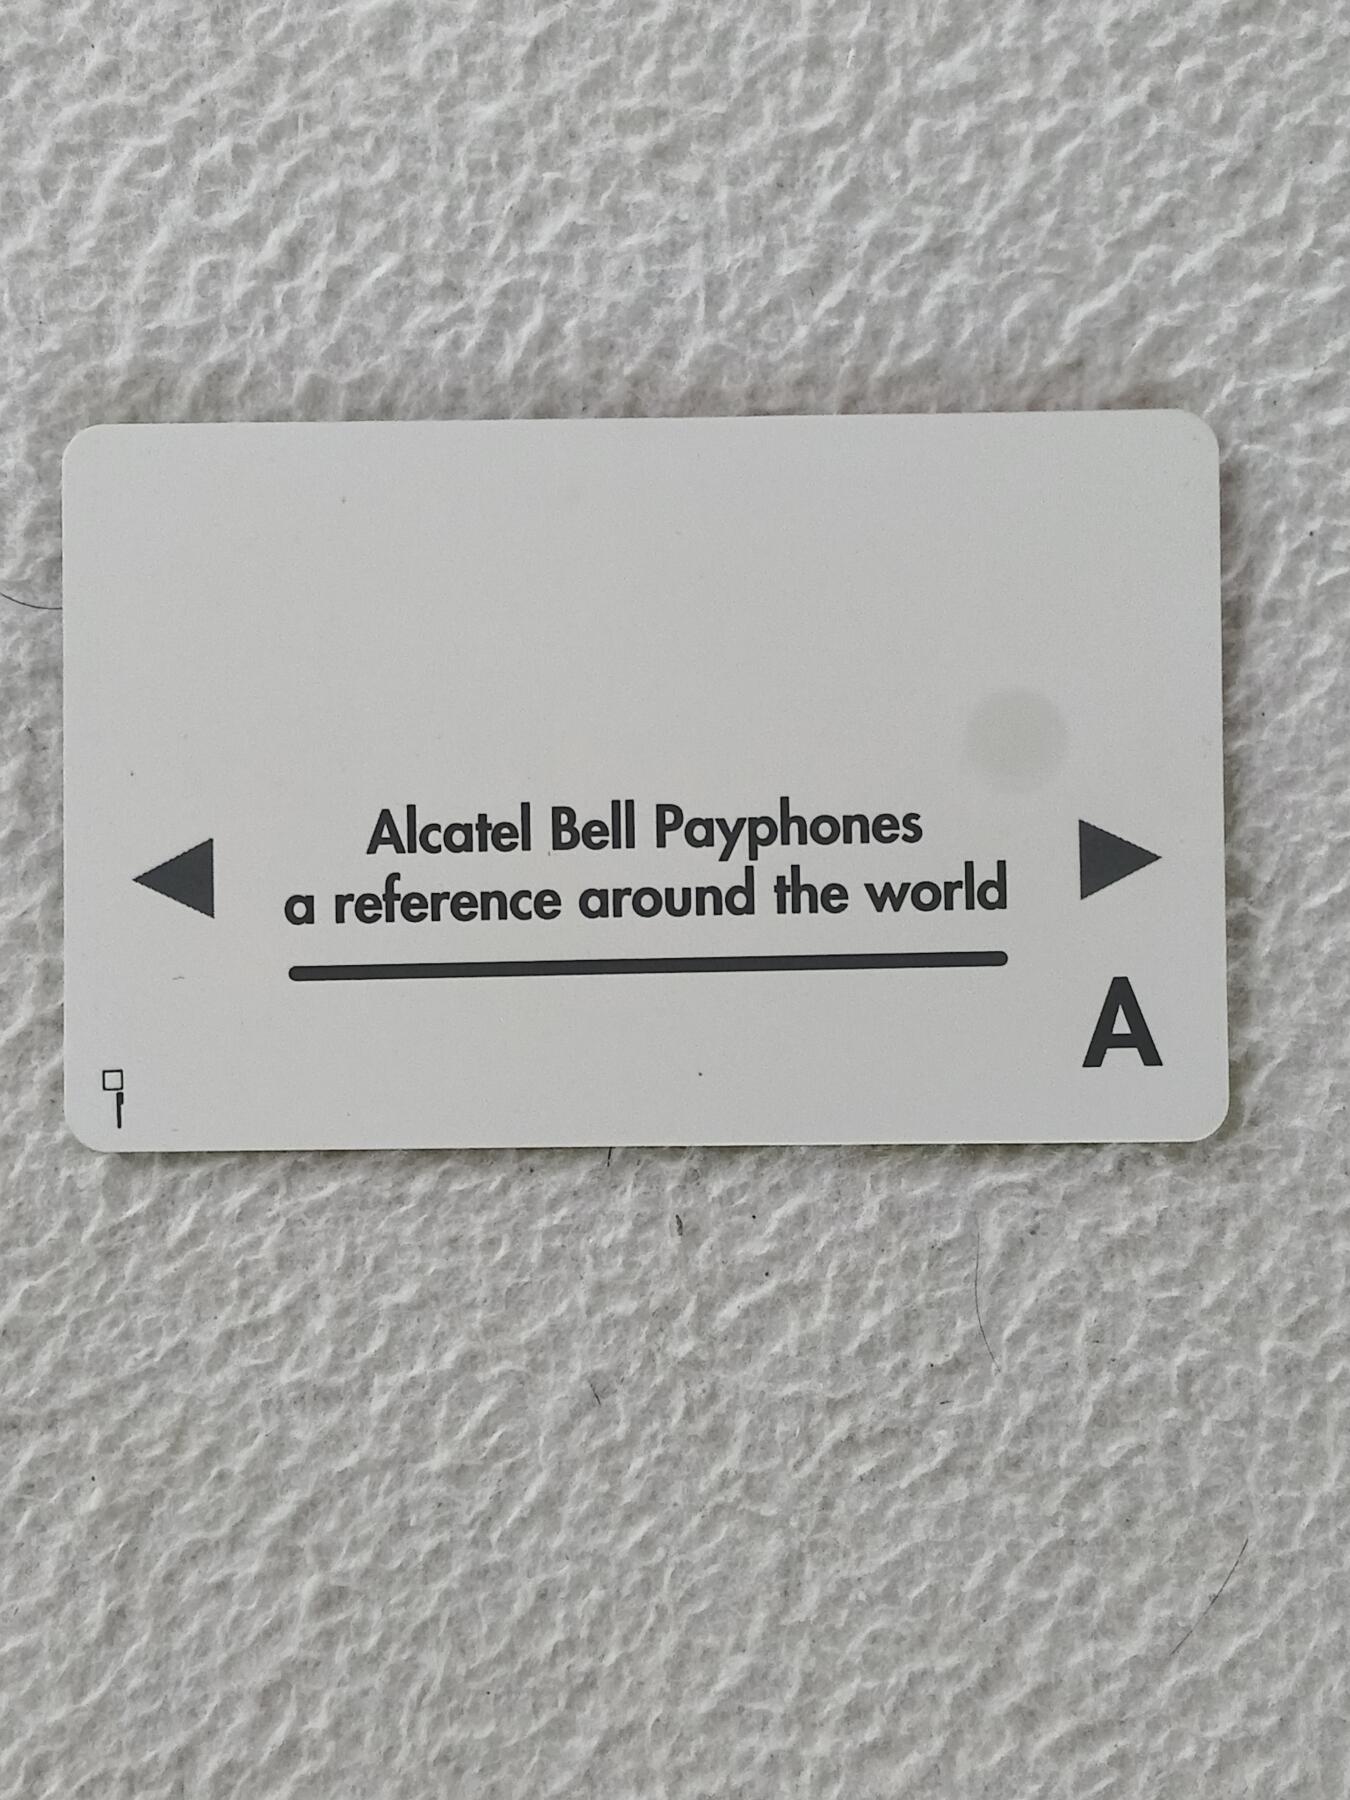 Alcatel Bell Payphones
a reference around the world
A